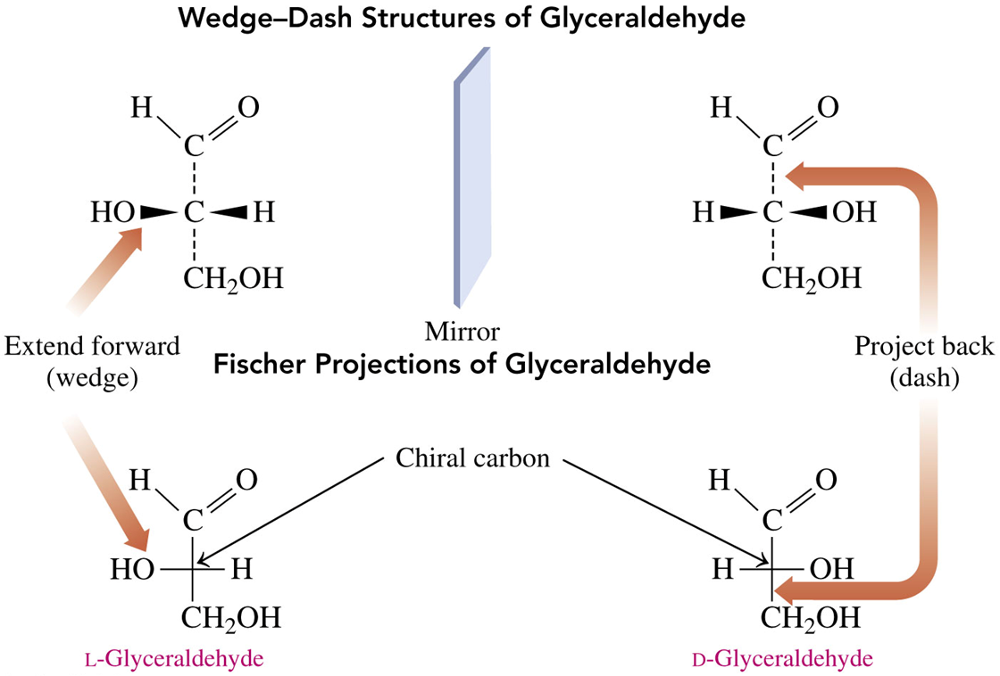 Wedge–Dash Structures of Glyceraldehyde
H O
C
HO C H
CH₂OH
H O
C
H C OH
CH₂OH
Mirror
Extend forward
(wedge)
Project back
(dash)
Fischer Projections of Glyceraldehyde
Chiral carbon
H O
C
HO H
CH₂OH
L-Glyceraldehyde
H O
C
H OH
CH₂OH
D-Glyceraldehyde